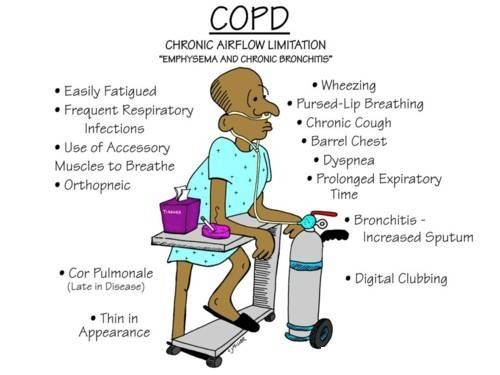 COPD
CHRONIC AIRFLOW LIMITATION
"EMPHYSEMA AND CHRONIC BRONCHITIS"
• Easily Fatigued
• Frequent Respiratory
Infections
• Use of Accessory
Muscles to Breathe
• Orthopneic
• Cor Pulmonale
(Late in Disease)
• Thin in
Appearance
• Wheezing
• Pursed-Lip Breathing
• Chronic Cough
• Barrel Chest
• Dyspnea
• Prolonged Expiratory
Time
• Bronchitis -
Increased Sputum
• Digital Clubbing
TISSUES